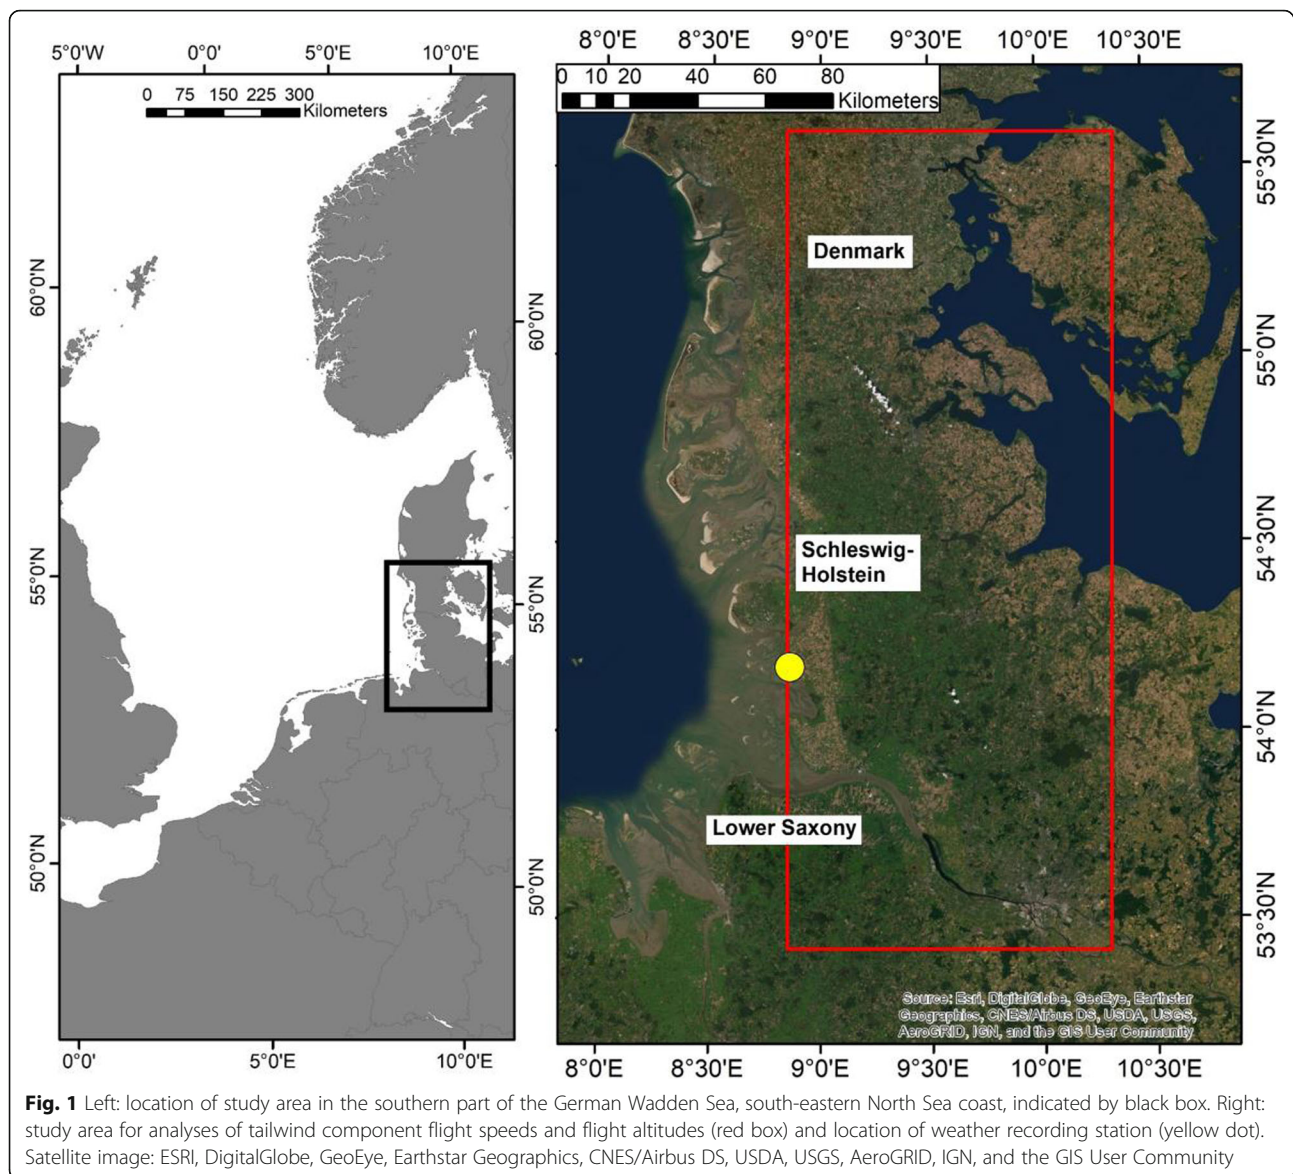 5°0'W 0°0' 5°0'E 10°0'E
0 75 150 225 300
Kilometers
60°0'N
55°0'N
50°0'N
60°0'N
55°0'N
50°0'N
0°0' 5°0'E 10°0'E
8°0'E 8°30'E 9°0'E 9°30'E 10°0'E 10°30'E
0 10 20 40 60 80
Kilometers
Denmark
Schleswig-
Holstein
Lower Saxony
55°30'N
55°0'N
54°30'N
54°0'N
53°30'N
Source: Esri, DigitalGlobe, GeoEye, Earthstar
Geographics, CNES/Airbus DS, USDA, USGS,
AeroGRID, IGN, and the GIS User Community
8°0'E 8°30'E 9°0'E 9°30'E 10°0'E 10°30'E
Fig. 1 Left: location of study area in the southern part of the German Wadden Sea, south-eastern North Sea coast, indicated by black box. Right:
study area for analyses of tailwind component flight speeds and flight altitudes (red box) and location of weather recording station (yellow dot).
Satellite image: ESRI, DigitalGlobe, GeoEye, Earthstar Geographics, CNES/Airbus DS, USDA, USGS, AeroGRID, IGN, and the GIS User Community